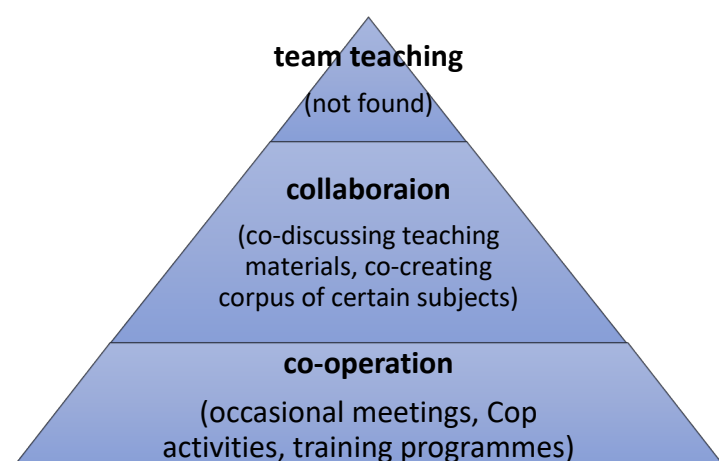 team teaching
(not found)
collaboraion
(co-discussing teaching
materials, co-creating
corpus of certain subjects)
co-operation
(occasional meetings, Cop
activities, training programmes)